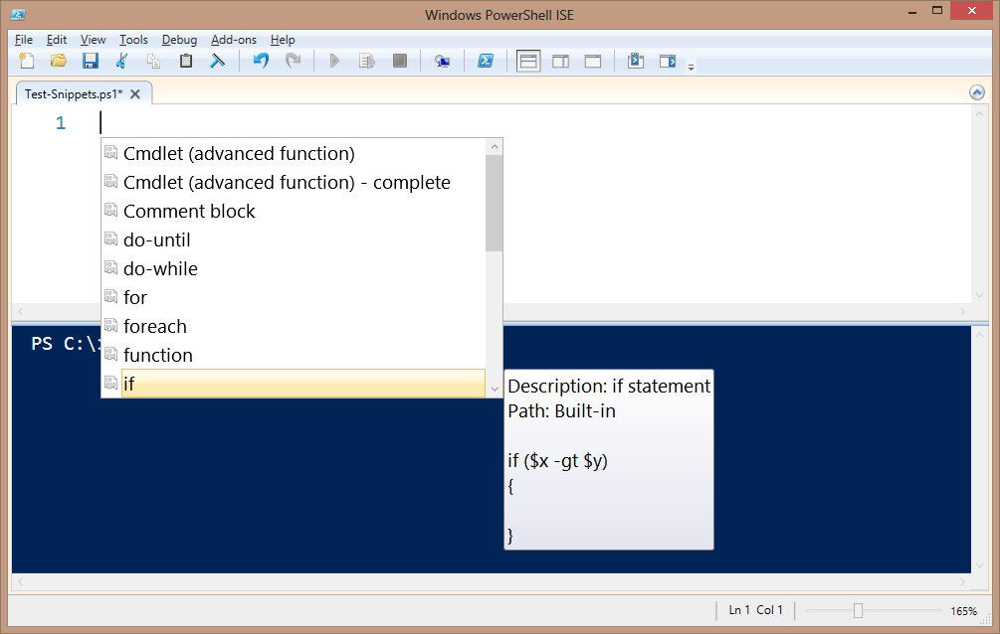 Windows PowerShell ISE
File Edit View Tools Debug Add-ons Help
Test-Snippets.ps1*
1
Cmdlet (advanced function)
Cmdlet (advanced function) - complete
Comment block
do-until
do-while
for
foreach
function
if
PS C:\
Description: if statement
Path: Built-in
if ($x -gt $y)
{
}
Ln 1 Col 1
165%